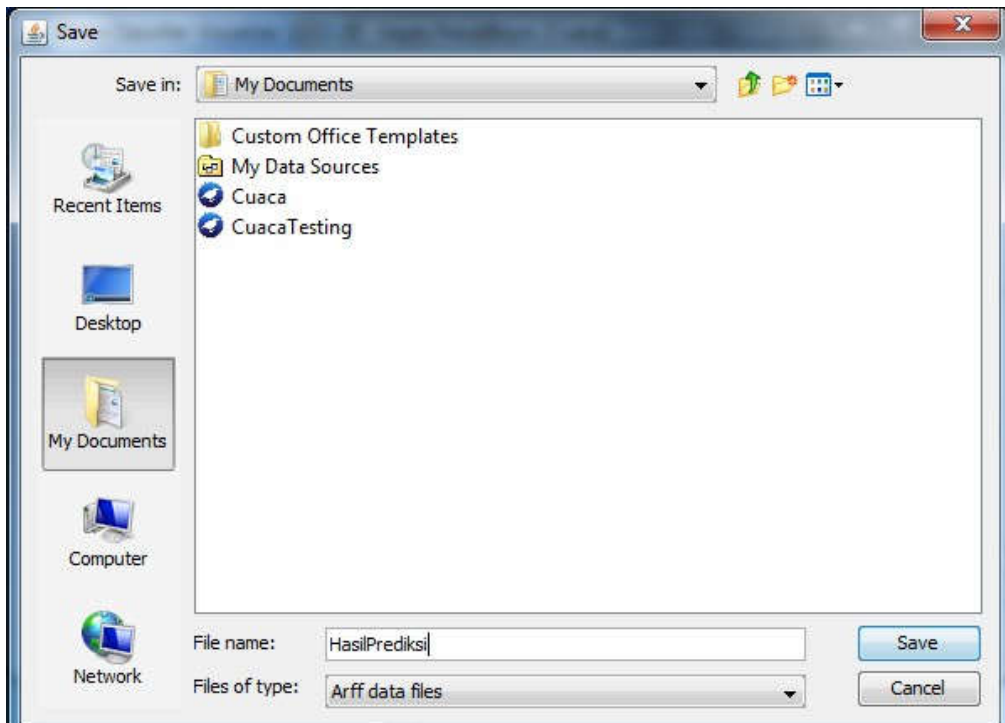 Save
Save in:
My Documents
Recent Items
Desktop
My Documents
Computer
Network
Custom Office Templates
My Data Sources
Cuaca
CuacaTesting
File name:
HasilPrediksi
Save
Files of type:
Arff data files
Cancel